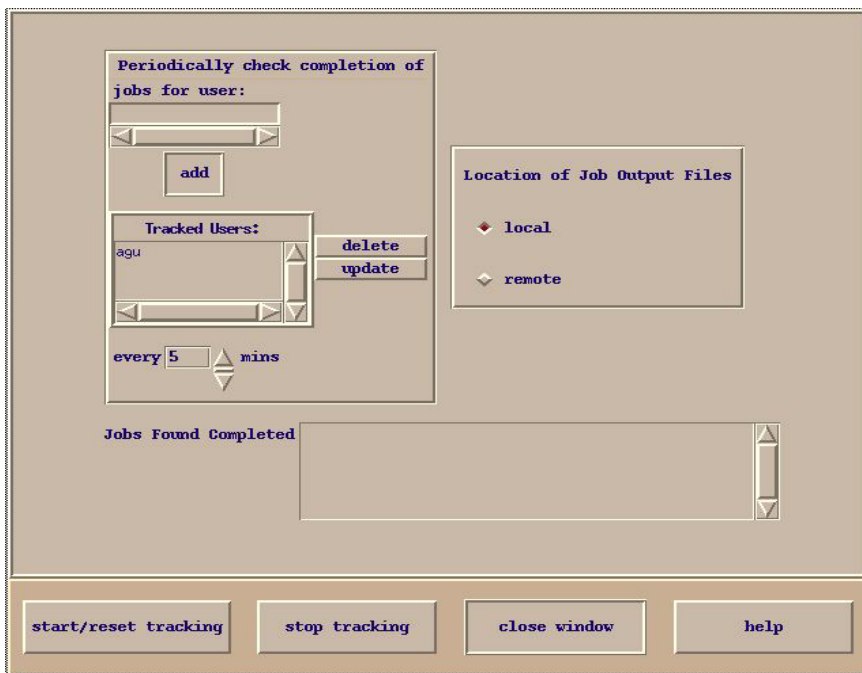 Periodically check completion of
jobs for user:
add
Tracked Users:
agu
delete
update
every 5 mins
Location of Job Output Files
local
remote
Jobs Found Completed
start/reset tracking
stop tracking
close window
help